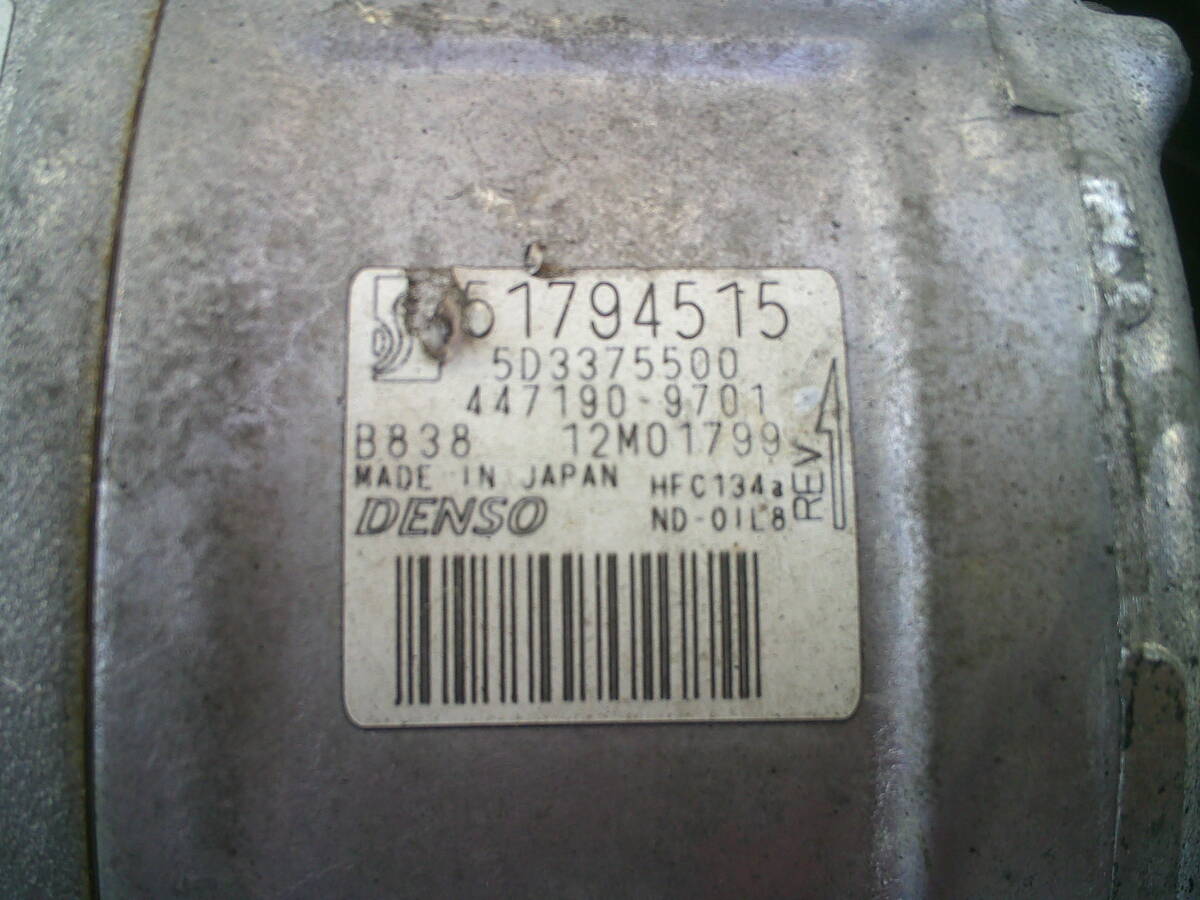 51794515
5D3375500
447190-9701
B838 12M01799
MADE IN JAPAN HFC134a
DENSO ND-OIL8
REV